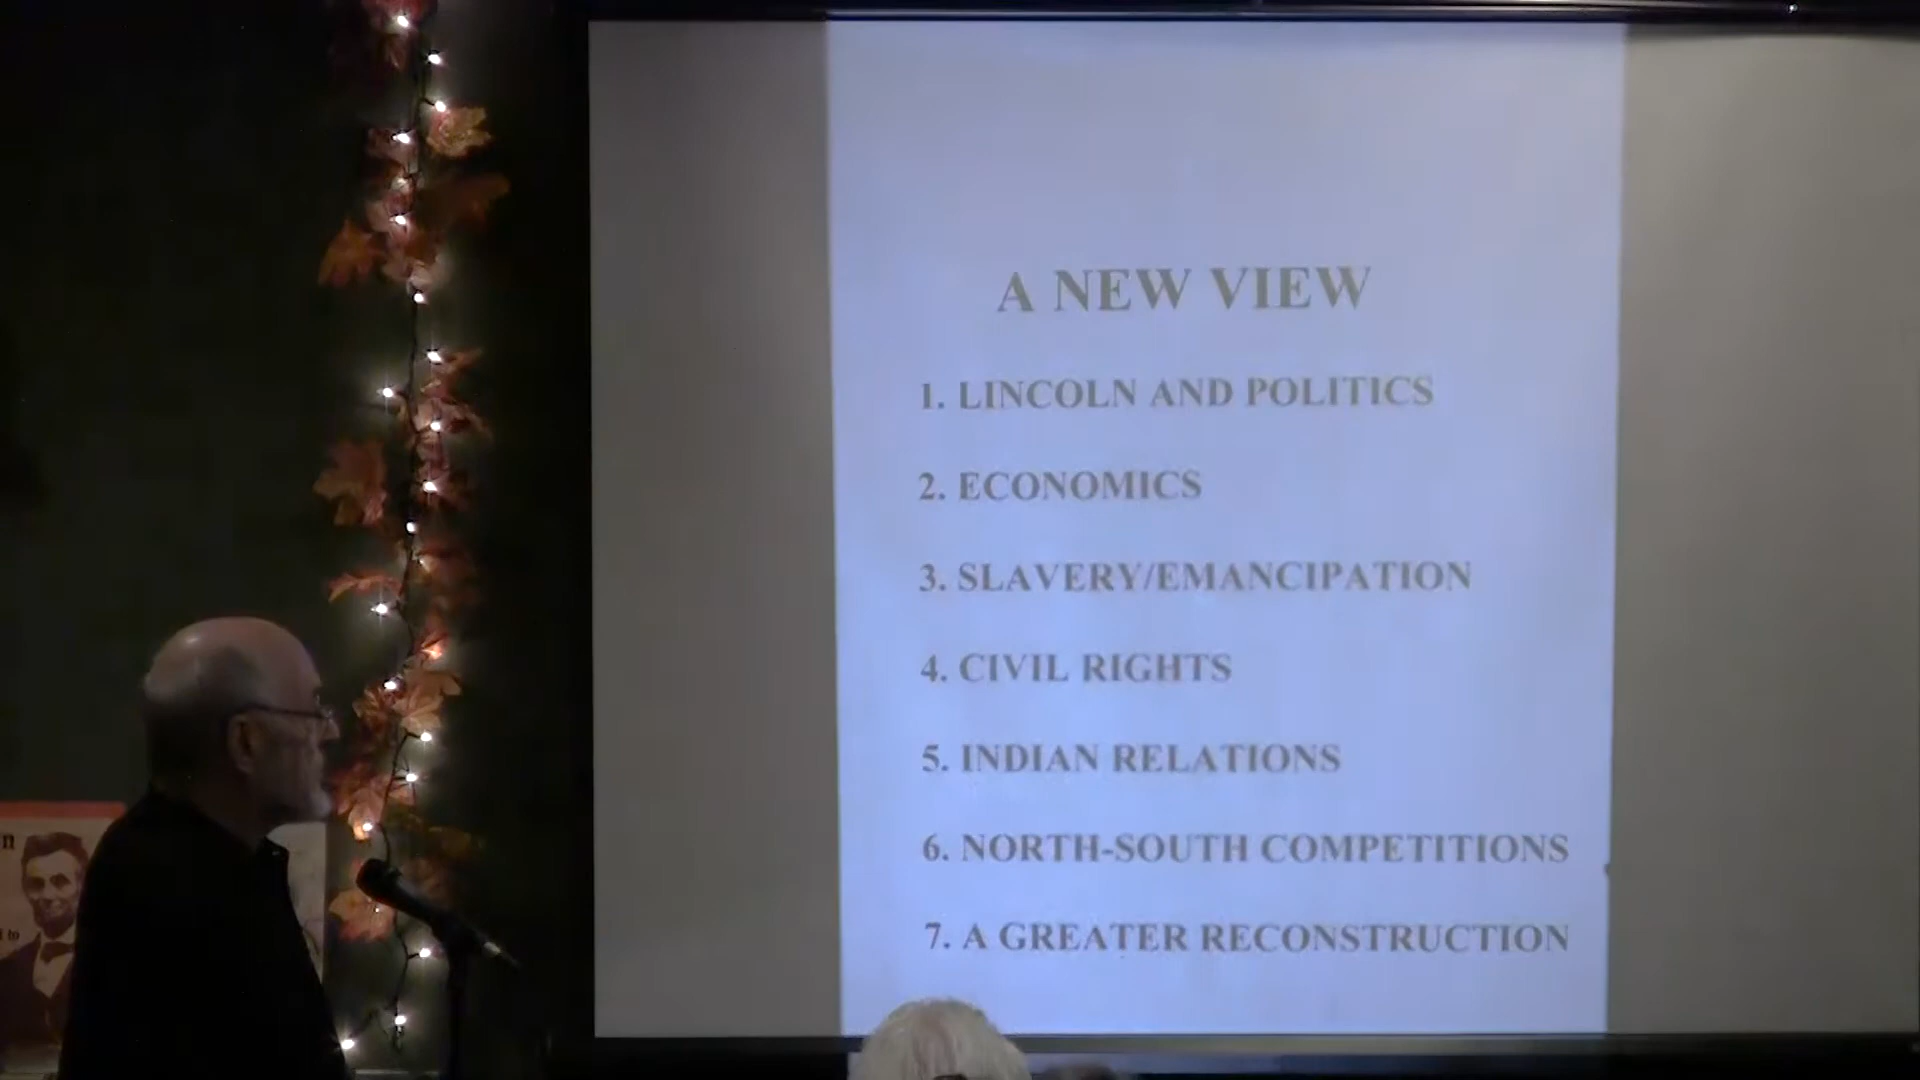 A NEW VIEW
1. LINCOLN AND POLITICS
2. ECONOMICS
3. SLAVERY/EMANCIPATION
4. CIVIL RIGHTS
5. INDIAN RELATIONS
6. NORTH-SOUTH COMPETITIONS
7. A GREATER RECONSTRUCTION
n
to